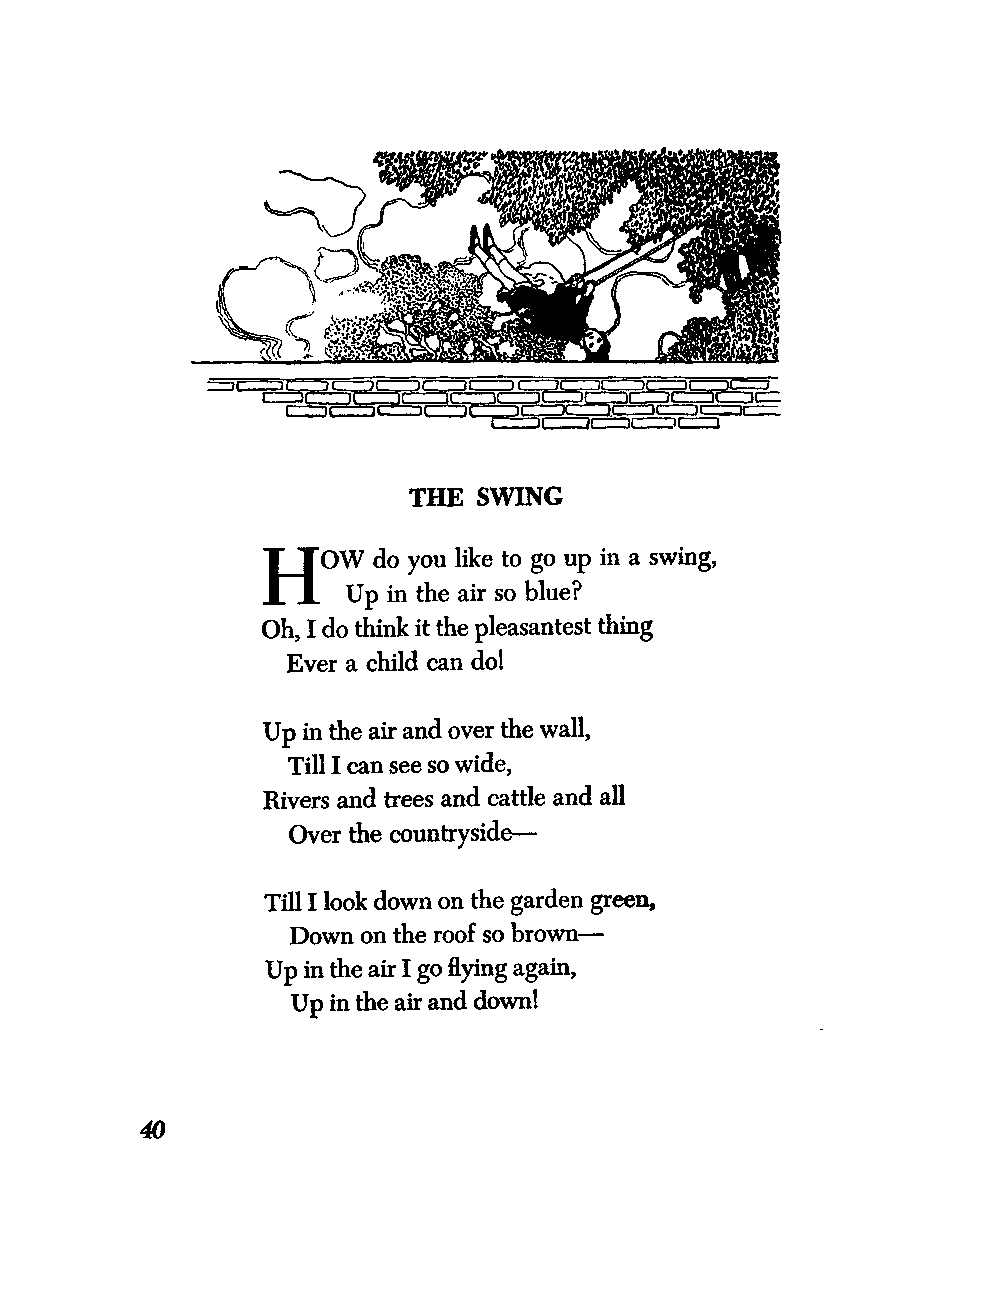 THE SWING
HOW do you like to go up in a swing,
Up in the air so blue?
Oh, I do think it the pleasantest thing
Ever a child can do!
Up in the air and over the wall,
Till I can see so wide,
Rivers and trees and cattle and all
Over the countryside—
Till I look down on the garden green,
Down on the roof so brown—
Up in the air I go flying again,
Up in the air and down!
40